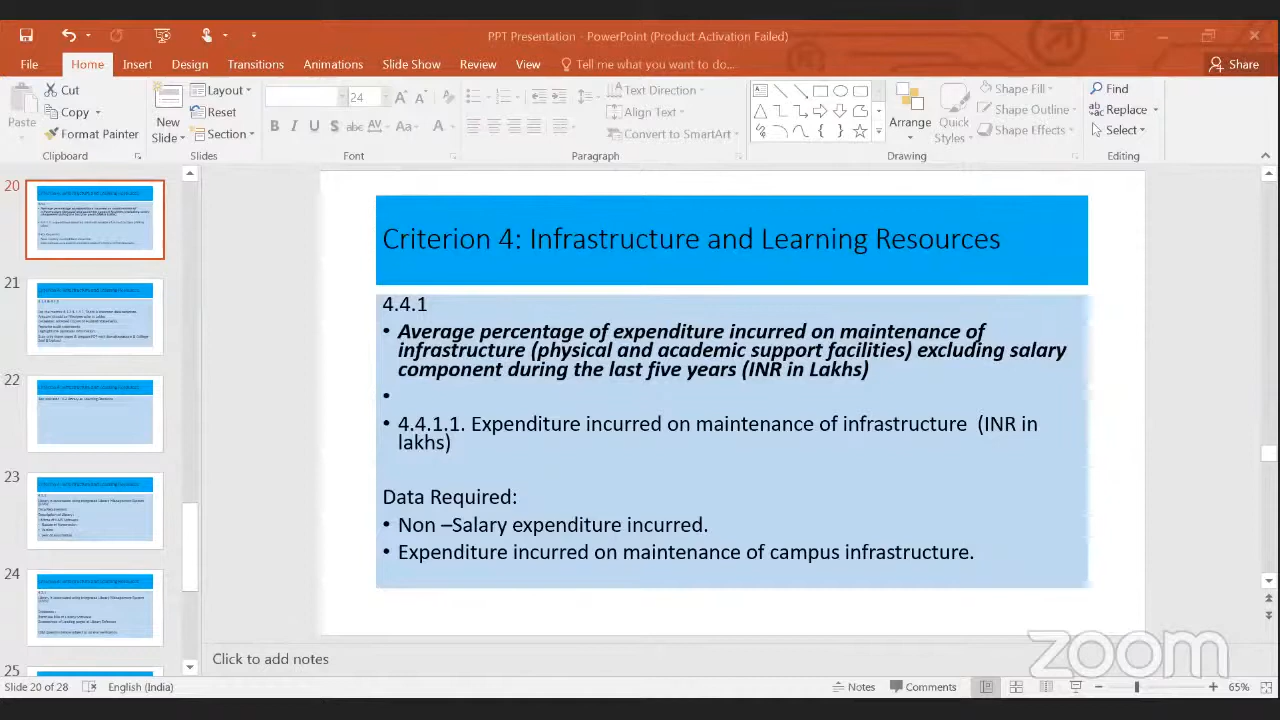 PPT Presentation - PowerPoint (Product Activation Failed)
File Home Insert Design Transitions Animations Slide Show Review View Tell me what you want to do... Share
Paste
Cut
Copy
Format Painter
Clipboard
New Slide
Layout
Reset
Section
Slides
24
B I U S abc AV Aa A
Font
Text Direction
Align Text
Convert to SmartArt
Paragraph
Arrange
Quick Styles
Shape Fill
Shape Outline
Shape Effects
Drawing
Find
Replace
Select
Editing
20
21
22
23
24
25
Criterion 4: Infrastructure and Learning Resources
4.4.1
• Average percentage of expenditure incurred on maintenance of
infrastructure (physical and academic support facilities) excluding salary
component during the last five years (INR in Lakhs)
•
• 4.4.1.1. Expenditure incurred on maintenance of infrastructure (INR in
lakhs)
Data Required:
• Non –Salary expenditure incurred.
• Expenditure incurred on maintenance of campus infrastructure.
Click to add notes
zoom
Slide 20 of 28 English (India) Notes Comments 65%